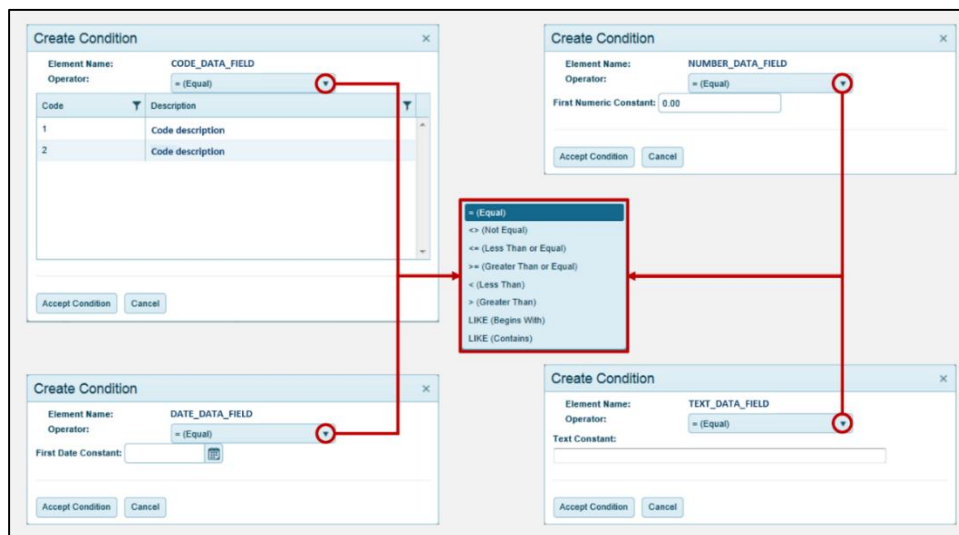 Create Condition ×
Element Name: CODE_DATA_FIELD
Operator: = (Equal)
Code Description
1 Code description
2 Code description
Accept Condition Cancel
Create Condition ×
Element Name: NUMBER_DATA_FIELD
Operator: = (Equal)
First Numeric Constant: 0.00
Accept Condition Cancel
= (Equal)
<> (Not Equal)
<= (Less Than or Equal)
>= (Greater Than or Equal)
< (Less Than)
> (Greater Than)
LIKE (Begins With)
LIKE (Contains)
Create Condition ×
Element Name: DATE_DATA_FIELD
Operator: = (Equal)
First Date Constant:
Accept Condition Cancel
Create Condition ×
Element Name: TEXT_DATA_FIELD
Operator: = (Equal)
Text Constant:
Accept Condition Cancel